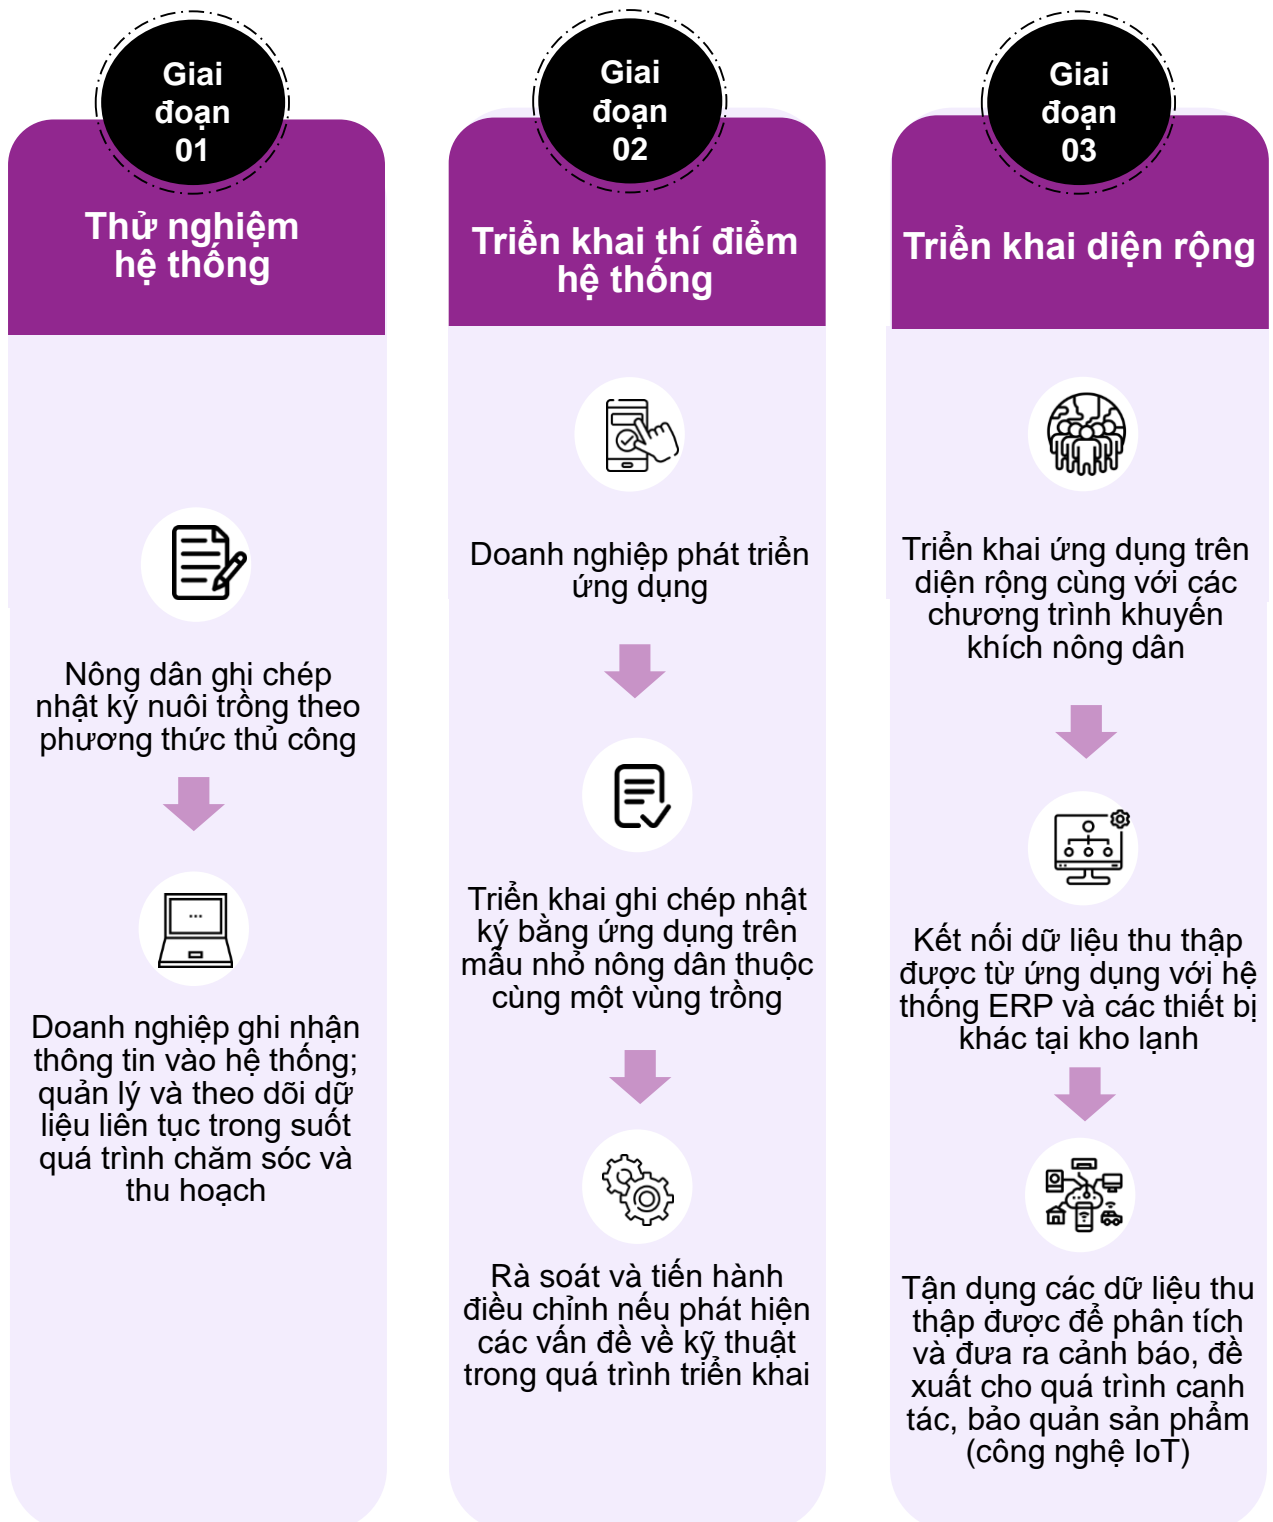 Giai
đoạn
01
Thử nghiệm
hệ thống
Nông dân ghi chép
nhật ký nuôi trồng theo
phương thức thủ công
Doanh nghiệp ghi nhận
thông tin vào hệ thống;
quản lý và theo dõi dữ
liệu liên tục trong suốt
quá trình chăm sóc và
thu hoạch
Giai
đoạn
02
Triển khai thí điểm
hệ thống
Doanh nghiệp phát triển
ứng dụng
Triển khai ghi chép nhật
ký bằng ứng dụng trên
mẫu nhỏ nông dân thuộc
cùng một vùng trồng
Rà soát và tiến hành
điều chỉnh nếu phát hiện
các vấn đề về kỹ thuật
trong quá trình triển khai
Giai
đoạn
03
Triển khai diện rộng
Triển khai ứng dụng trên
diện rộng cùng với các
chương trình khuyến
khích nông dân
Kết nối dữ liệu thu thập
được từ ứng dụng với hệ
thống ERP và các thiết bị
khác tại kho lạnh
Tận dụng các dữ liệu thu
thập được để phân tích
và đưa ra cảnh báo, đề
xuất cho quá trình canh
tác, bảo quản sản phẩm
(công nghệ IoT)